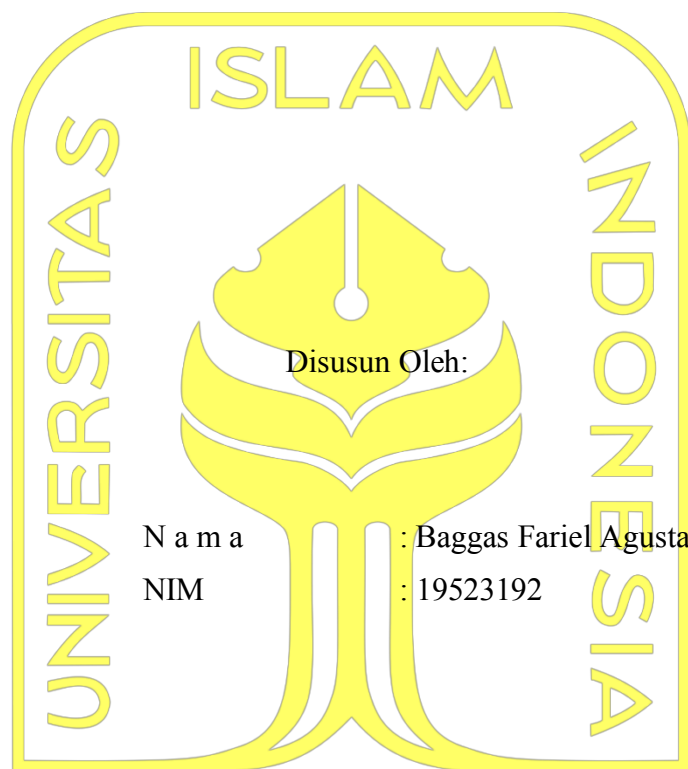 ISLAM
UNIVERSITAS
INDONESIA
Disusun Oleh:
N a m a : Baggas Fariel Agusta
NIM : 19523192